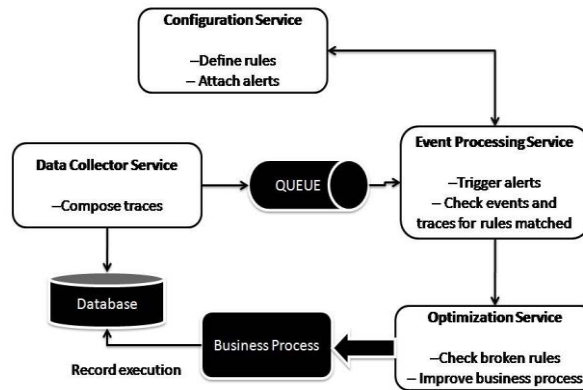 Configuration Service
—Define rules
— Attach alerts
Data Collector Service
—Compose traces
QUEUE
Event Processing Service
—Trigger alerts
— Check events and
traces for rules matched
Database
Business Process
Record execution
Optimization Service
—Check broken rules
—Improve business process